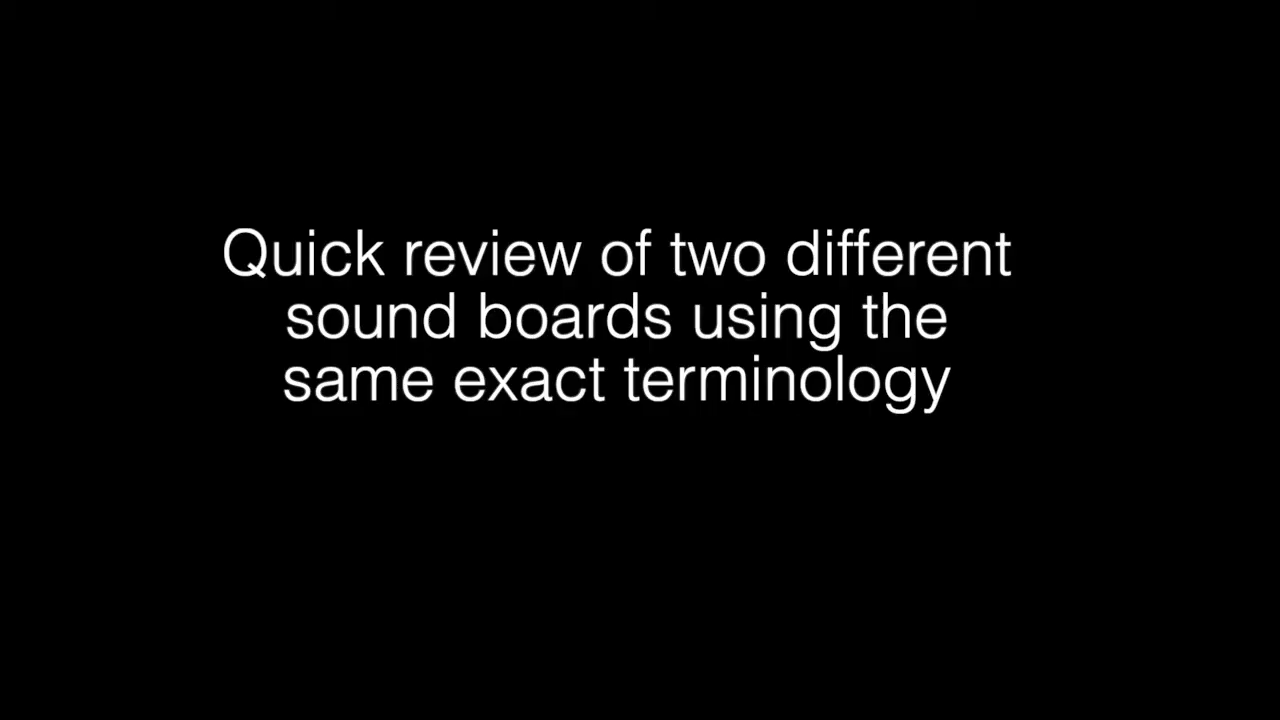 Quick review of two different
sound boards using the
same exact terminology